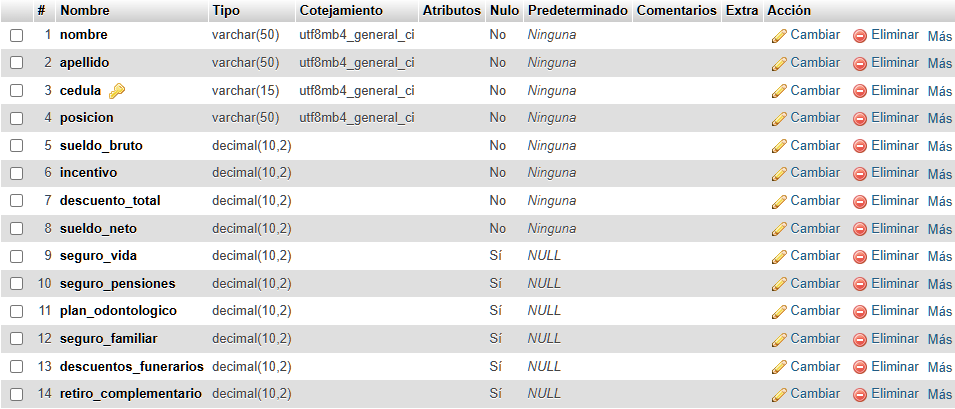 # Nombre Tipo Cotejamiento Atributos Nulo Predeterminado Comentarios Extra Acción
1 nombre varchar(50) utf8mb4_general_ci No Ninguna Cambiar Eliminar Más
2 apellido varchar(50) utf8mb4_general_ci No Ninguna Cambiar Eliminar Más
3 cedula varchar(15) utf8mb4_general_ci No Ninguna Cambiar Eliminar Más
4 posicion varchar(50) utf8mb4_general_ci No Ninguna Cambiar Eliminar Más
5 sueldo_bruto decimal(10,2) No Ninguna Cambiar Eliminar Más
6 incentivo decimal(10,2) No Ninguna Cambiar Eliminar Más
7 descuento_total decimal(10,2) No Ninguna Cambiar Eliminar Más
8 sueldo_neto decimal(10,2) No Ninguna Cambiar Eliminar Más
9 seguro_vida decimal(10,2) Sí NULL Cambiar Eliminar Más
10 seguro_pensiones decimal(10,2) Sí NULL Cambiar Eliminar Más
11 plan_odontologico decimal(10,2) Sí NULL Cambiar Eliminar Más
12 seguro_familiar decimal(10,2) Sí NULL Cambiar Eliminar Más
13 descuentos_funerarios decimal(10,2) Sí NULL Cambiar Eliminar Más
14 retiro_complementario decimal(10,2) Sí NULL Cambiar Eliminar Más